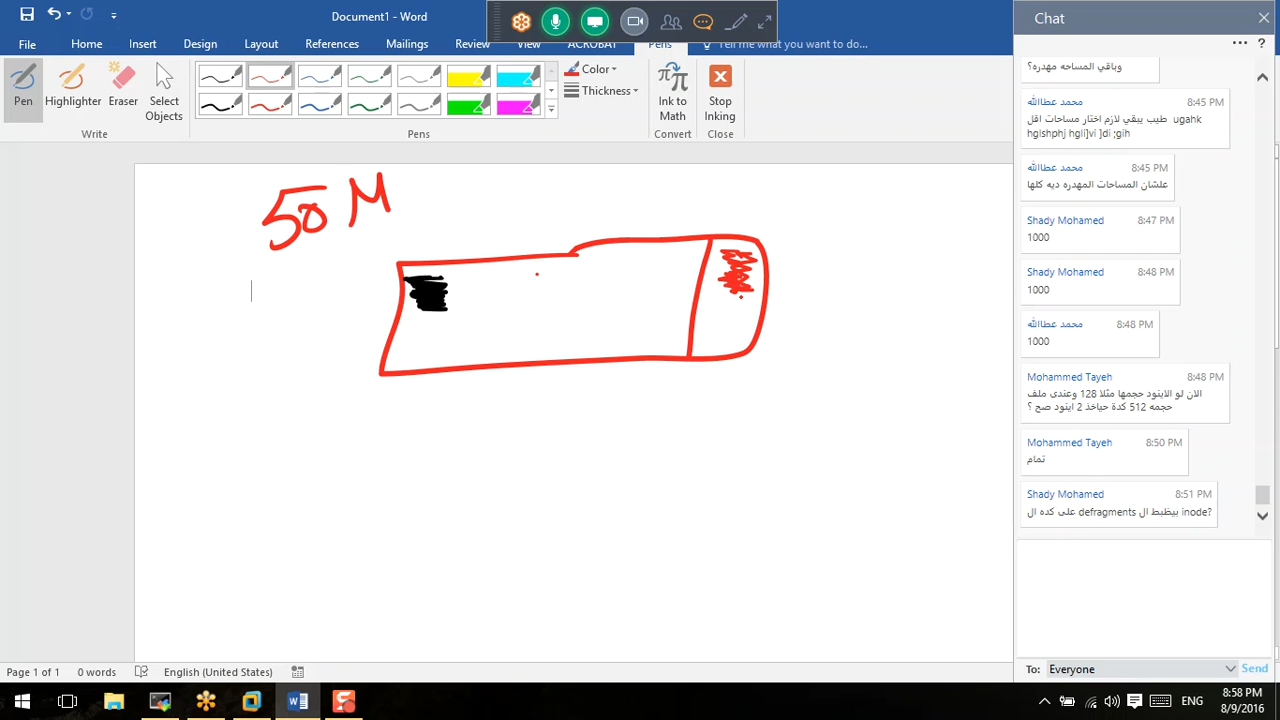 Document1 - Word
File
Home
Insert
Design
Layout
References
Mailings
Review
View
ACROBAT
Pens
Tell me what you want to do...
Pen
Highlighter
Eraser
Select Objects
Color
Thickness
Ink to Math
Stop Inking
Write
Pens
Convert
Close
50 M
Chat
وباقي المساحه مهدره؟
محمد عطاالله 8:45 PM
طيب يبقي لازم اختار مساحات اقل ugahk
hglshphj hgli]vi ]di ;gih
محمد عطاالله 8:45 PM
علشان المساحات المهدره ديه كلها
Shady Mohamed 8:47 PM
1000
Shady Mohamed 8:48 PM
1000
محمد عطاالله 8:48 PM
1000
Mohammed Tayeh 8:48 PM
الان لو الاينود حجمها مثلا 128 وعندى ملف
حجمه 512 كدة حياخذ 2 اينود صح ؟
Mohammed Tayeh 8:50 PM
تمام
Shady Mohamed 8:51 PM
على كده ال defragments بيظبط ال inode?
To: Everyone
Send
Page 1 of 1
0 words
English (United States)
ENG
8:58 PM
8/9/2016